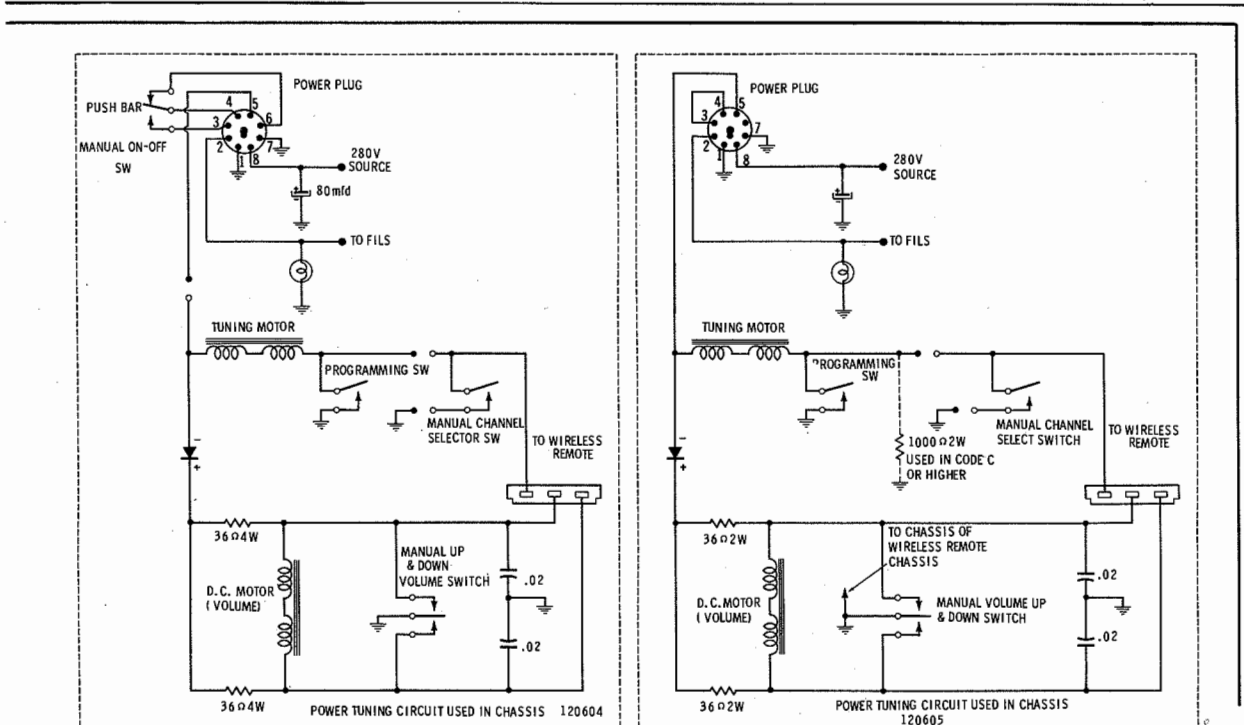 POWER PLUG
PUSH BAR
MANUAL ON-OFF
SW
4
5
3
6
2
7
1
8
280V
SOURCE
80mfd
TO FILS
TUNING MOTOR
PROGRAMMING SW
MANUAL CHANNEL
SELECTOR SW
TO WIRELESS
REMOTE
-
+
36Ω4W
D.C. MOTOR
(VOLUME)
MANUAL UP
& DOWN
VOLUME SWITCH
.02
.02
36Ω4W
POWER TUNING CIRCUIT USED IN CHASSIS 120604
POWER PLUG
4
5
3
7
2
1
8
280V
SOURCE
TO FILS
TUNING MOTOR
PROGRAMMING
SW
1000Ω2W
USED IN CODE C
OR HIGHER
MANUAL CHANNEL
SELECT SWITCH
TO WIRELESS
REMOTE
-
+
36Ω2W
TO CHASSIS OF
WIRELESS REMOTE
CHASSIS
D.C. MOTOR
(VOLUME)
MANUAL VOLUME UP
& DOWN SWITCH
.02
.02
36Ω2W
POWER TUNING CIRCUIT USED IN CHASSIS
120605